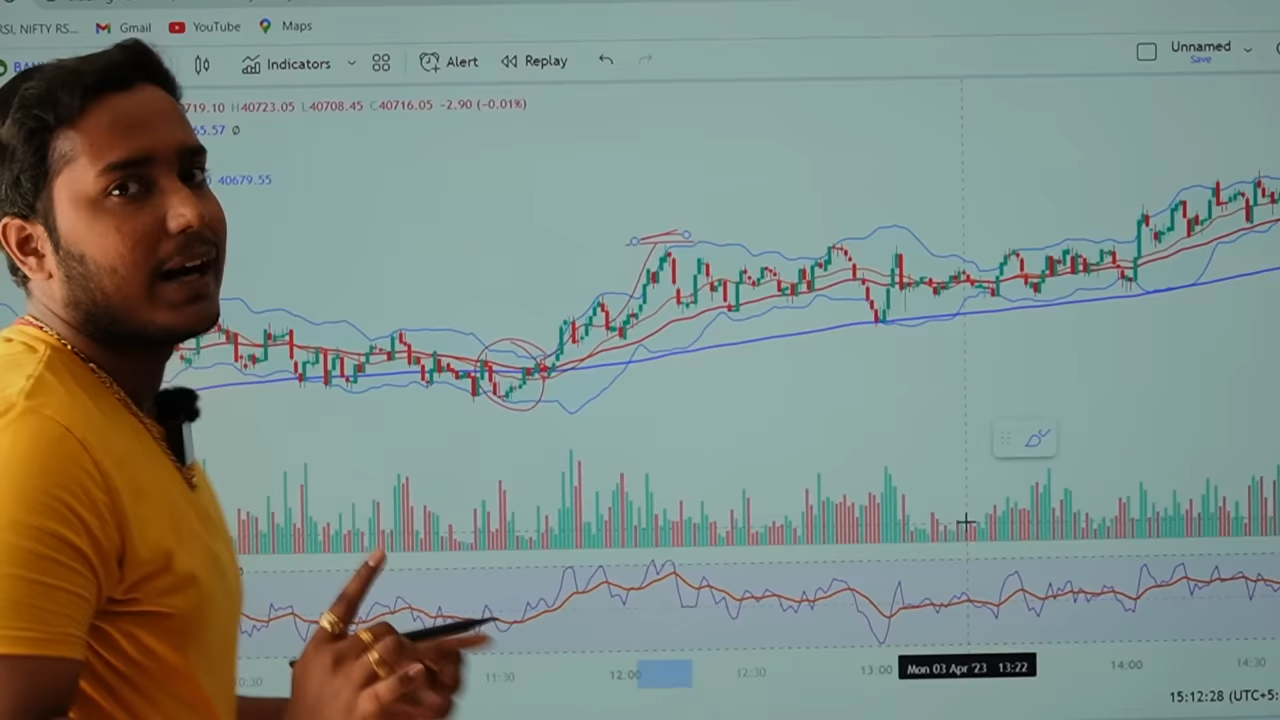 RSI, NIFTY RS... Gmail YouTube Maps
Indicators Alert Replay Unnamed
Save
719.10 H40723.05 L40708.45 C40716.05 -2.90 (-0.01%)
65.57 Ø
40679.55
11:30 12:00 12:30 13:00 Mon 03 Apr '23 13:22 14:00 14:30
15:12:28 (UTC+5: